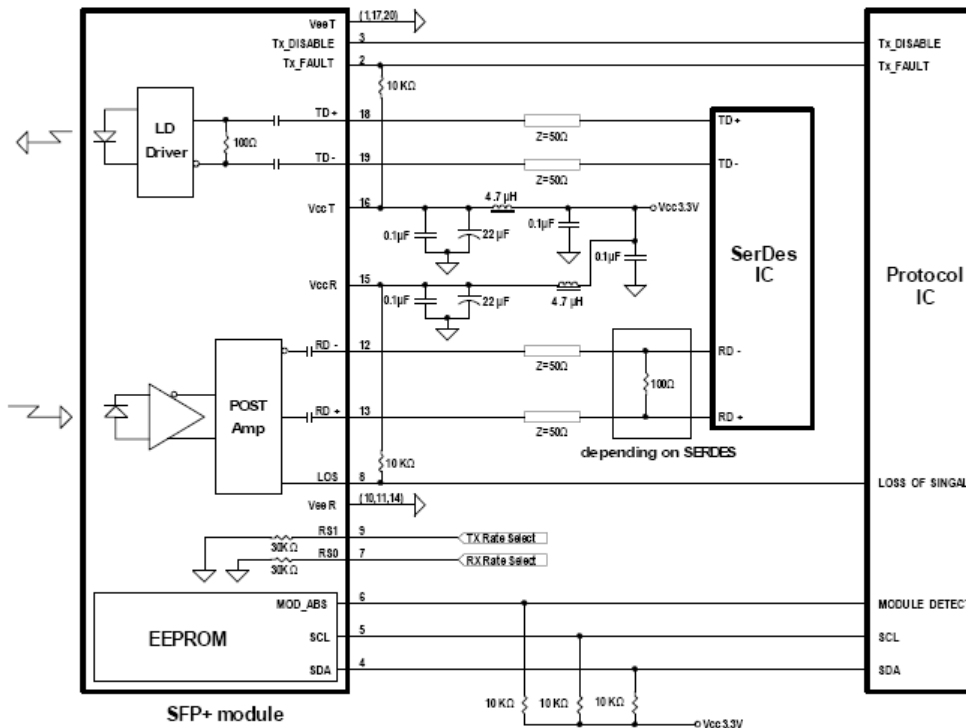 VeeT (1,17,20)
Tx_DISABLE 3 Tx_DISABLE
Tx_FAULT 2 Tx_FAULT
10 KΩ
LD Driver
100Ω
TD+ 18 Z=50Ω TD+
TD- 19 Z=50Ω TD-
VccT 16 4.7 µH Vcc3.3V
0.1µF 22 µF 0.1µF 0.1µF
SerDes IC
Protocol IC
VccR 15 4.7 µH
0.1µF 22 µF
RD - 12 Z=50Ω RD -
100Ω
POST Amp
RD + 13 Z=50Ω RD +
depending on SERDES
10 KΩ
LOS 8 LOSS OF SINGAL
VeeR (10,11,14)
RS1 9 TX Rate Select
30KΩ
RS0 7 RX Rate Select
30KΩ
EEPROM
MOD_ABS 6 MODULE DETECT
SCL 5 SCL
SDA 4 SDA
10 KΩ 10 KΩ 10 KΩ
Vcc3.3V
SFP+ module